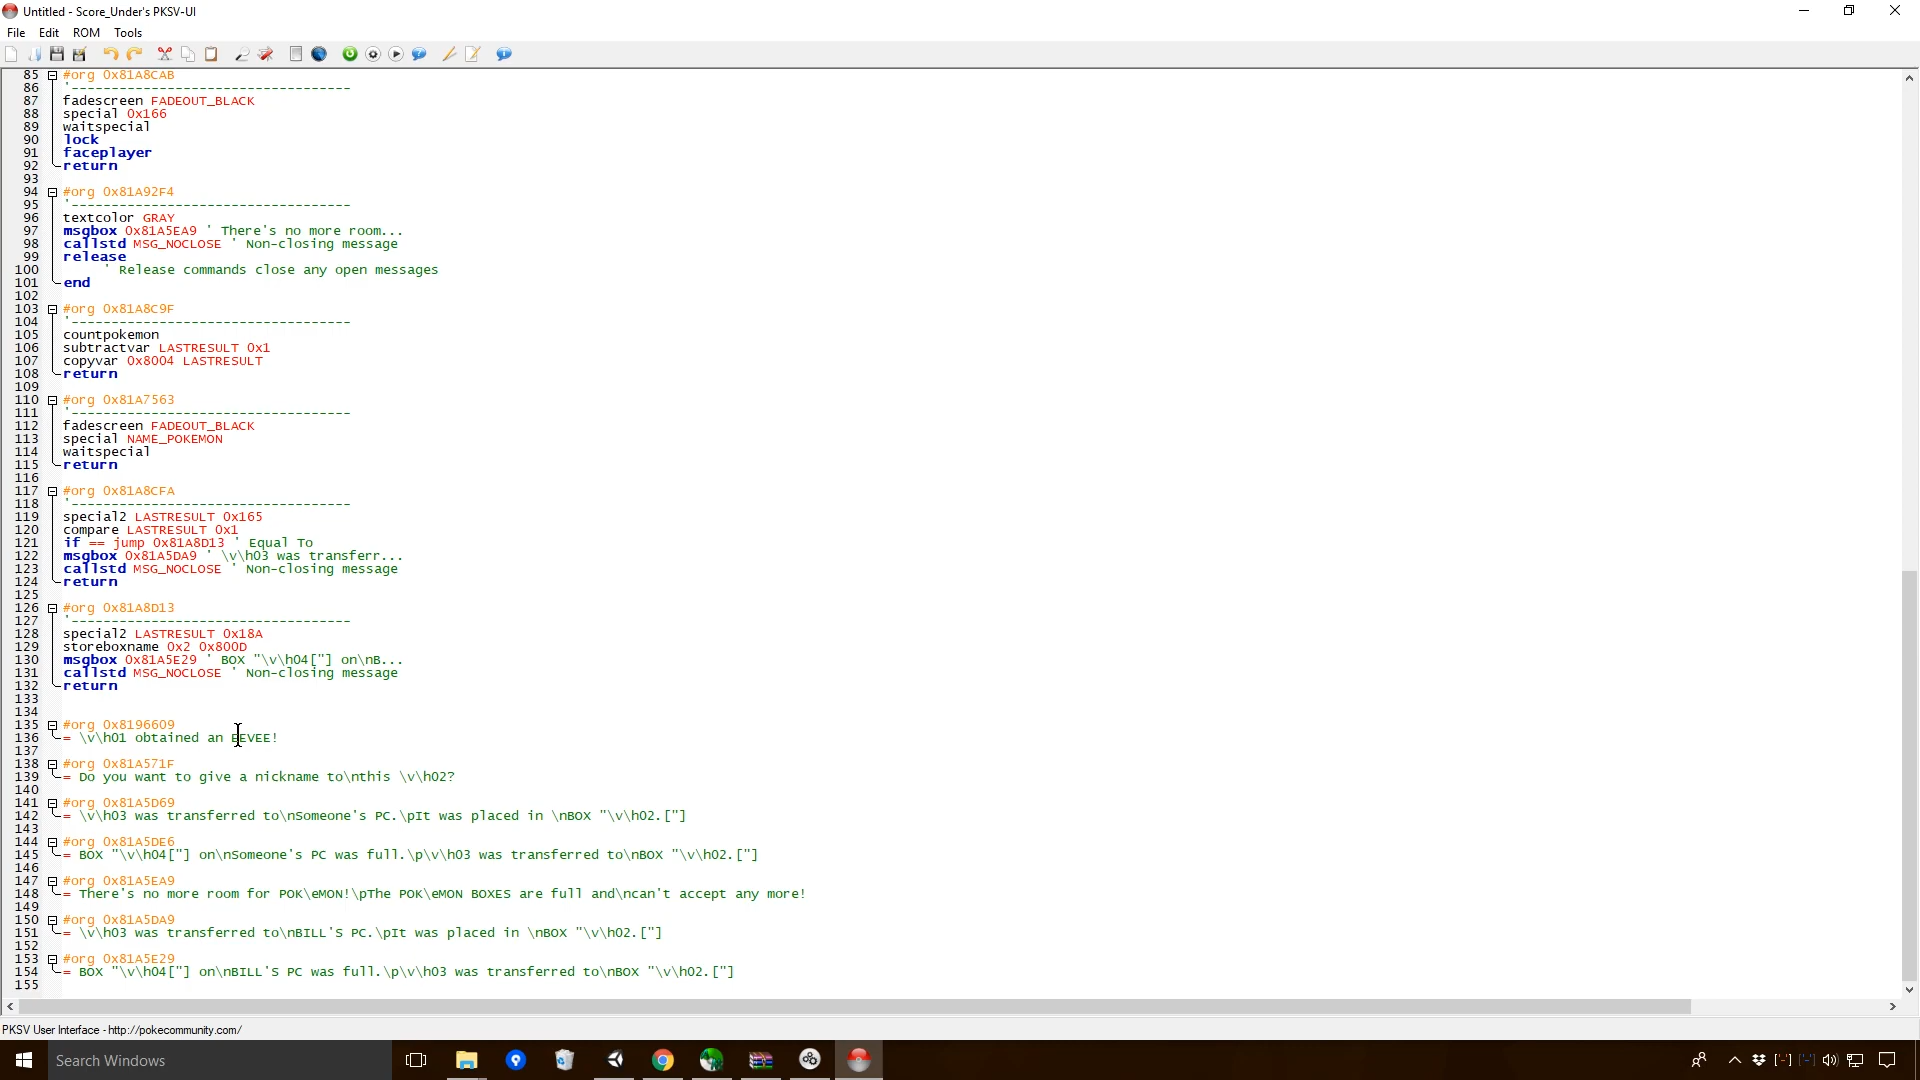 Untitled - Score_Under's PKSV-UI
File Edit ROM Tools
85 #org 0x81A8CAB
86 '-----------------------------------
87 fadescreen FADEOUT_BLACK
88 special 0x166
89 waitspecial
90 lock
91 faceplayer
92 return
93
94 #org 0x81A92F4
95 '-----------------------------------
96 textcolor GRAY
97 msgbox 0x81A5EA9 ' There's no more room...
98 callstd MSG_NOCLOSE ' Non-closing message
99 release
100 ' Release commands close any open messages
101 end
102
103 #org 0x81A8C9F
104 '-----------------------------------
105 countpokemon
106 subtractvar LASTRESULT 0x1
107 copyvar 0x8004 LASTRESULT
108 return
109
110 #org 0x81A7563
111 '-----------------------------------
112 fadescreen FADEOUT_BLACK
113 special NAME_POKEMON
114 waitspecial
115 return
116
117 #org 0x81A8CFA
118 '-----------------------------------
119 special2 LASTRESULT 0x165
120 compare LASTRESULT 0x1
121 if == jump 0x81A8D13 ' Equal To
122 msgbox 0x81A5DA9 ' \v\h03 was transferr...
123 callstd MSG_NOCLOSE ' Non-closing message
124 return
125
126 #org 0x81A8D13
127 '-----------------------------------
128 special2 LASTRESULT 0x18A
129 storeboxname 0x2 0x800D
130 msgbox 0x81A5E29 ' BOX "\v\h04["] on\nB...
131 callstd MSG_NOCLOSE ' Non-closing message
132 return
133
134
135 #org 0x8196609
136 = \v\h01 obtained an EEVEE!
137
138 #org 0x81A571F
139 = Do you want to give a nickname to\nthis \v\h02?
140
141 #org 0x81A5D69
142 = \v\h03 was transferred to\nSomeone's PC.\pIt was placed in \nBOX "\v\h02.["]
143
144 #org 0x81A5DE6
145 = BOX "\v\h04["] on\nSomeone's PC was full.\p\v\h03 was transferred to\nBOX "\v\h02.["]
146
147 #org 0x81A5EA9
148 = There's no more room for POK\eMON!\pThe POK\eMON BOXES are full and\ncan't accept any more!
149
150 #org 0x81A5DA9
151 = \v\h03 was transferred to\nBILL'S PC.\pIt was placed in \nBOX "\v\h02.["]
152
153 #org 0x81A5E29
154 = BOX "\v\h04["] on\nBILL'S PC was full.\p\v\h03 was transferred to\nBOX "\v\h02.["]
155
PKSV User Interface - http://pokecommunity.com/
Search Windows